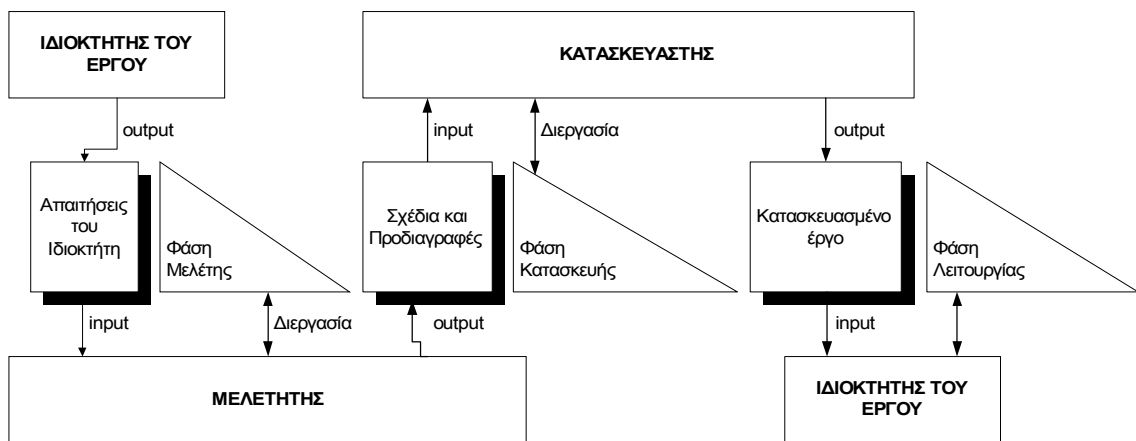 ΙΔΙΟΚΤΗΤΗΣ ΤΟΥ
ΕΡΓΟΥ
ΚΑΤΑΣΚΕΥΑΣΤΗΣ
output
input
Διεργασία
output
Απαιτήσεις
του
Ιδιοκτήτη
Φάση
Μελέτης
Σχέδια και
Προδιαγραφές
Φάση
Κατασκευής
Κατασκευασμένο
έργο
Φάση
Λειτουργίας
input
Διεργασία
output
input
ΜΕΛΕΤΗΤΗΣ
ΙΔΙΟΚΤΗΤΗΣ ΤΟΥ
ΕΡΓΟΥ